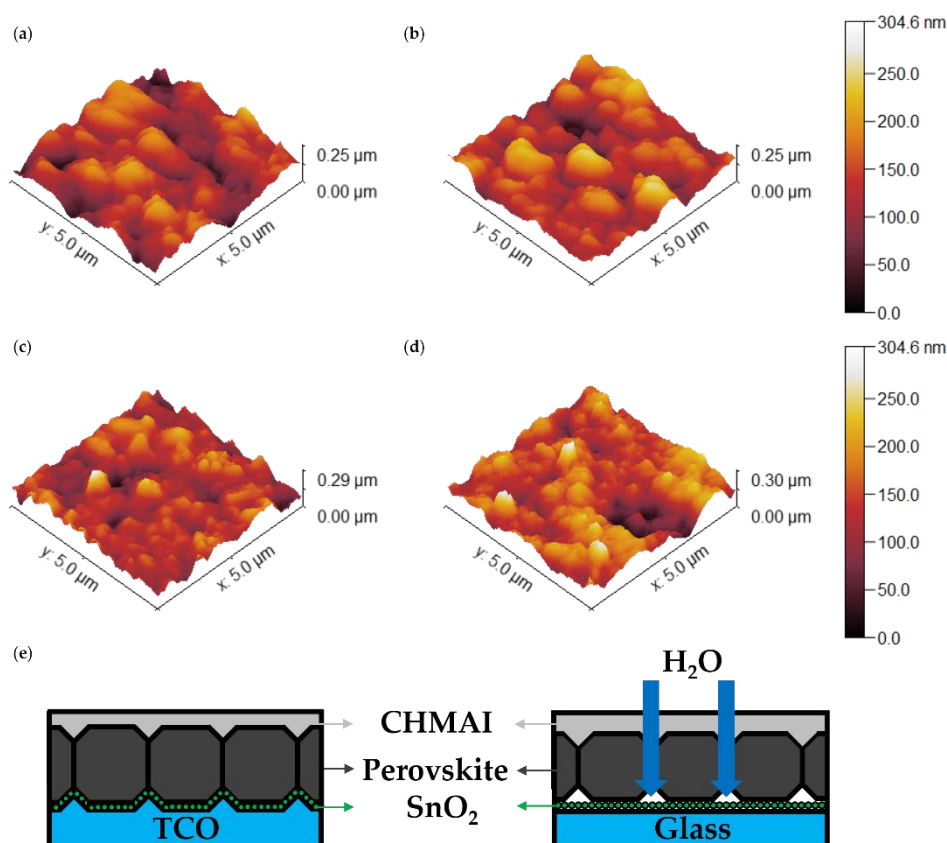 (a)
(b)
304.6 nm
250.0
200.0
150.0
100.0
50.0
0.0
0.25 µm
0.00 µm
y: 5.0 µm
x: 5.0 µm
0.25 µm
0.00 µm
y: 5.0 µm
x: 5.0 µm
(c)
(d)
304.6 nm
250.0
200.0
150.0
100.0
50.0
0.0
0.29 µm
0.00 µm
y: 5.0 µm
x: 5.0 µm
0.30 µm
0.00 µm
y: 5.0 µm
x: 5.0 µm
(e)
H₂O
CHMAI
Perovskite
SnO₂
TCO
Glass